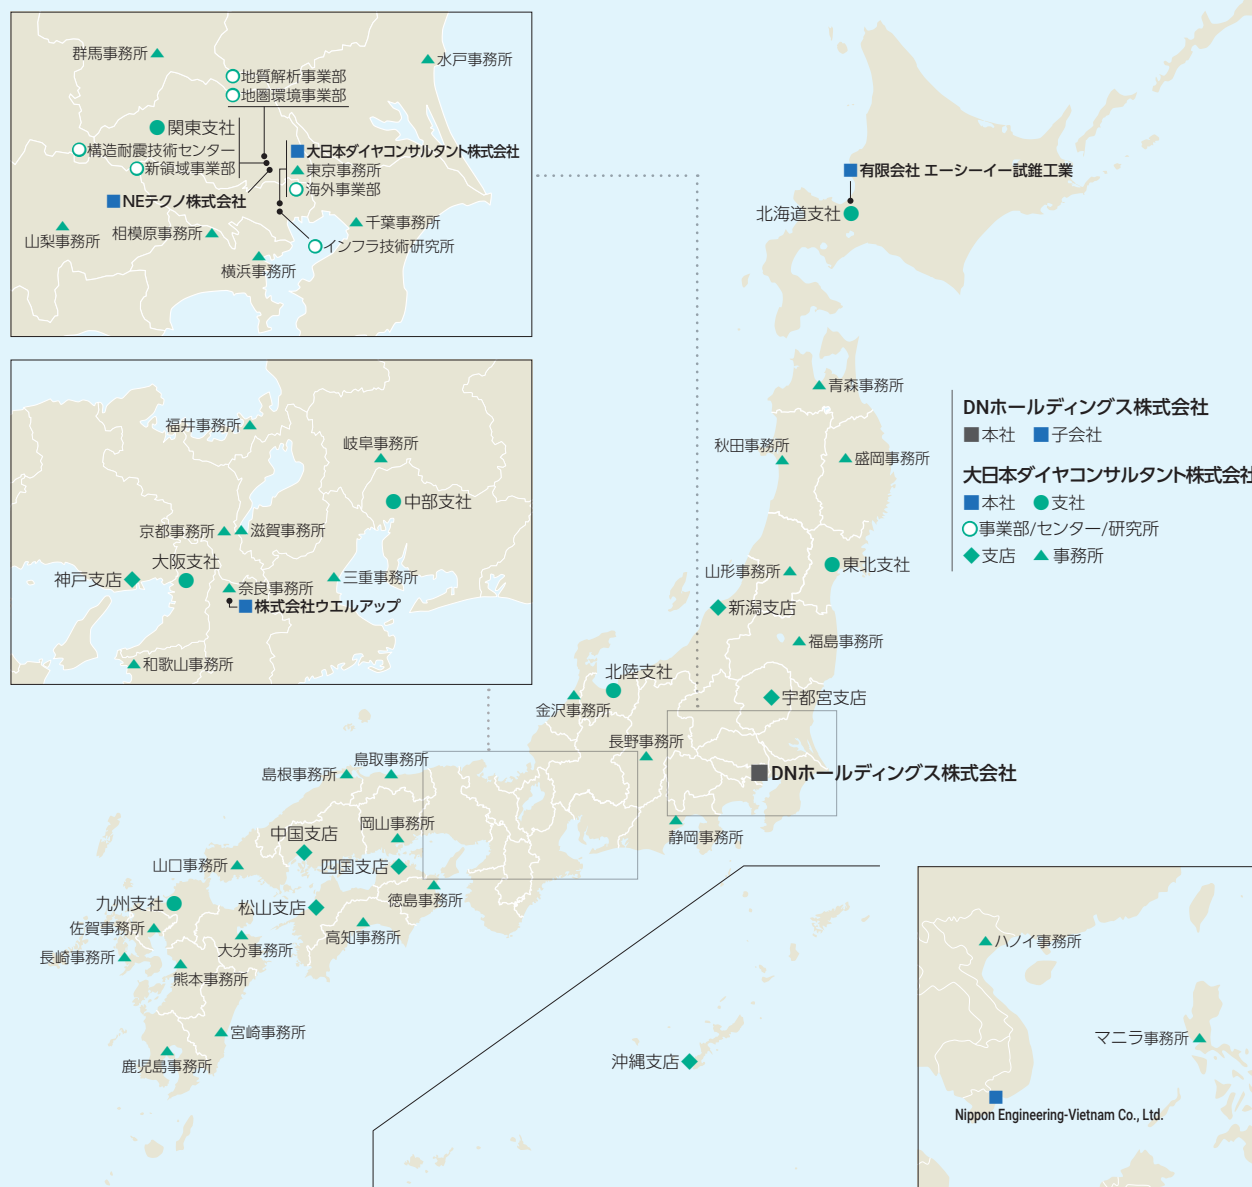 群馬事務所
水戸事務所
地質解析事業部
地圏環境事業部
関東支社
構造耐震技術センター
新領域事業部
大日本ダイヤコンサルタント株式会社
東京事務所
海外事業部
NEテクノ株式会社
山梨事務所
相模原事務所
千葉事務所
インフラ技術研究所
横浜事務所
福井事務所
岐阜事務所
中部支社
京都事務所
滋賀事務所
大阪支社
神戸支店
三重事務所
奈良事務所
株式会社ウエルアップ
和歌山事務所
有限会社 エーシーイー試錐工業
北海道支社
青森事務所
秋田事務所
盛岡事務所
東北支社
山形事務所
新潟支店
福島事務所
北陸支社
宇都宮支店
金沢事務所
長野事務所
DNホールディングス株式会社
静岡事務所
鳥取事務所
島根事務所
岡山事務所
中国支店
四国支店
山口事務所
徳島事務所
九州支社
松山支店
佐賀事務所
高知事務所
大分事務所
長崎事務所
熊本事務所
宮崎事務所
鹿児島事務所
沖縄支店
DNホールディングス株式会社
本社 子会社
大日本ダイヤコンサルタント株式会社
本社 支社
事業部/センター/研究所
支店 事務所
ハノイ事務所
マニラ事務所
Nippon Engineering-Vietnam Co., Ltd.